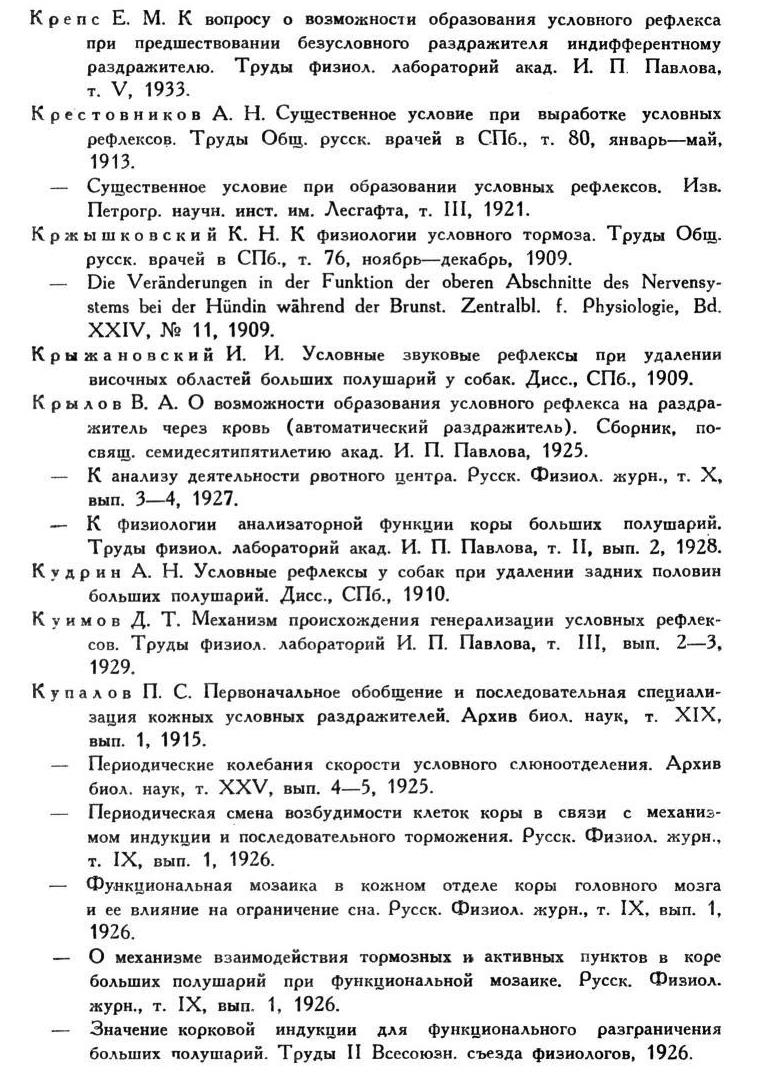 Крепс Е. М. К вопросу о возможности образования условного рефлекса
при предшествовании безусловного раздражителя индифферентному
раздражителю. Труды физиол. лабораторий акад. И. П. Павлова,
т. V, 1933.
Крестовников А. Н. Существенное условие при выработке условных
рефлексов. Труды Общ. русск. врачей в СПб., т. 80, январь—май,
1913.
— Существенное условие при образовании условных рефлексов. Изв.
Петрогр. научн. инст. им. Лесгафта, т. III, 1921.
Кржышковский К. Н. К физиологии условного тормоза. Труды Общ.
русск. врачей в СПб., т. 76, ноябрь—декабрь, 1909.
— Die Veränderungen in der Funktion der oberen Abschnitte des Nervensy-
stems bei der Hündin während der Brunst. Zentralbl. f. Physiologie, Bd.
XXIV, № 11, 1909.
Крыжановский И. И. Условные звуковые рефлексы при удалении
височных областей больших полушарий у собак. Дисс., СПб., 1909.
Крылов В. А. О возможности образования условного рефлекса на раздра-
житель через кровь (автоматический раздражитель). Сборник, по-
свящ. семидесятипятилетию акад. И. П. Павлова, 1925.
— К анализу деятельности рвотного центра. Русск. Физиол. журн., т. X,
вып. 3—4, 1927.
— К физиологии анализаторной функции коры больших полушарий.
Труды физиол. лабораторий акад. И. П. Павлова, т. II, вып. 2, 1928.
Кудрин А. Н. Условные рефлексы у собак при удалении задних половин
больших полушарий. Дисс., СПб., 1910.
Куимов Д. Т. Механизм происхождения генерализации условных рефлек-
сов. Труды физиол. лабораторий И. П. Павлова, т. III, вып. 2—3,
1929.
Купалов П. С. Первоначальное обобщение и последовательная специали-
зация кожных условных раздражителей. Архив биол. наук, т. XIX,
вып. 1, 1915.
— Периодические колебания скорости условного слюноотделения. Архив
биол. наук, т. XXV, вып. 4—5, 1925.
— Периодическая смена возбудимости клеток коры в связи с механиз-
мом индукции и последовательного торможения. Русск. Физиол. журн.,
т. IX, вып. 1, 1926.
— Функциональная мозаика в кожном отделе коры головного мозга
и ее влияние на ограничение сна. Русск. Физиол. журн., т. IX, вып. 1,
1926.
— О механизме взаимодействия тормозных и активных пунктов в коре
больших полушарий при функциональной мозаике. Русск. Физиол.
журн., т. IX, вып. 1, 1926.
— Значение корковой индукции для функционального разграничения
больших полушарий. Труды II Всесоюзн. съезда физиологов, 1926.